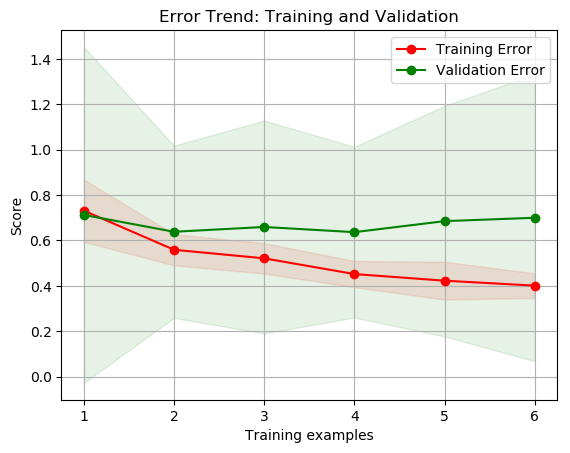 Error Trend: Training and Validation
Training Error
Validation Error
Score
1.4
1.2
1.0
0.8
0.6
0.4
0.2
0.0
1 2 3 4 5 6
Training examples